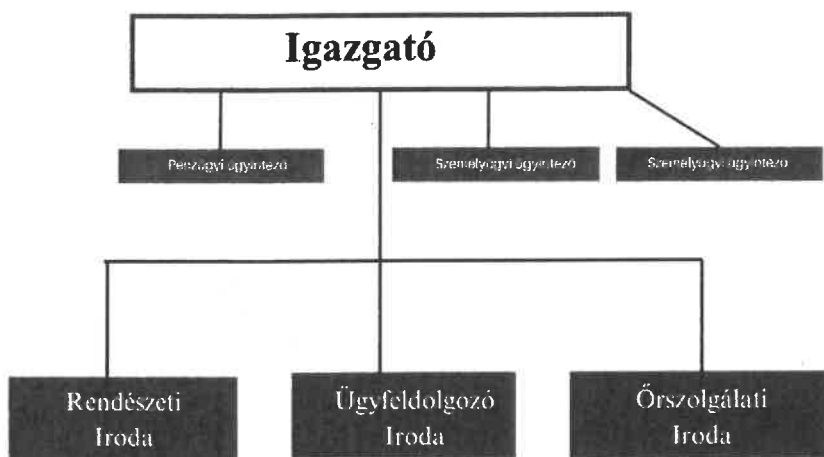 Igazgató
Pénzügyi ügyintéző
Személyügyi ügyintéző
Személyügyi ügyintéző
Rendészeti
Iroda
Ügyfeldolgozó
Iroda
Őrszolgálati
Iroda